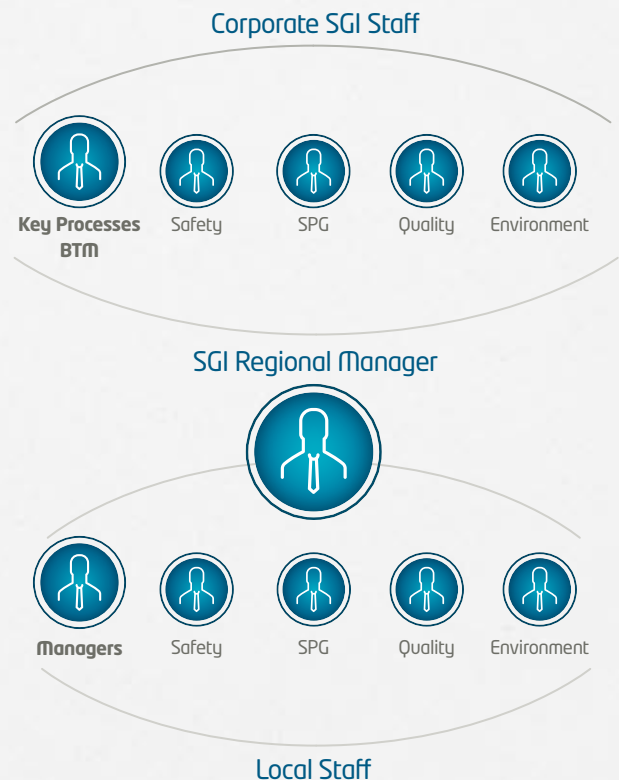 Corporate SGI Staff
Key Processes
BTM
Safety
SPG
Quality
Environment
SGI Regional Manager
Managers
Safety
SPG
Quality
Environment
Local Staff